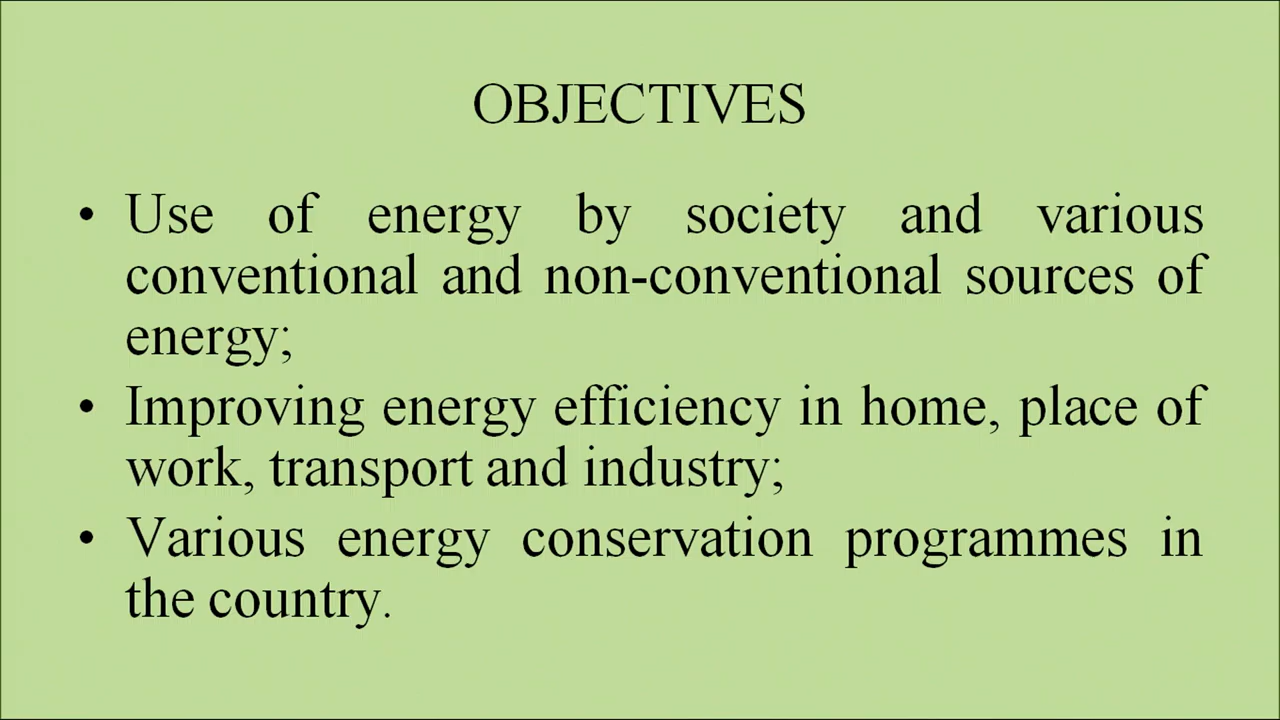 OBJECTIVES
• Use of energy by society and various
conventional and non-conventional sources of
energy;
• Improving energy efficiency in home, place of
work, transport and industry;
• Various energy conservation programmes in
the country.